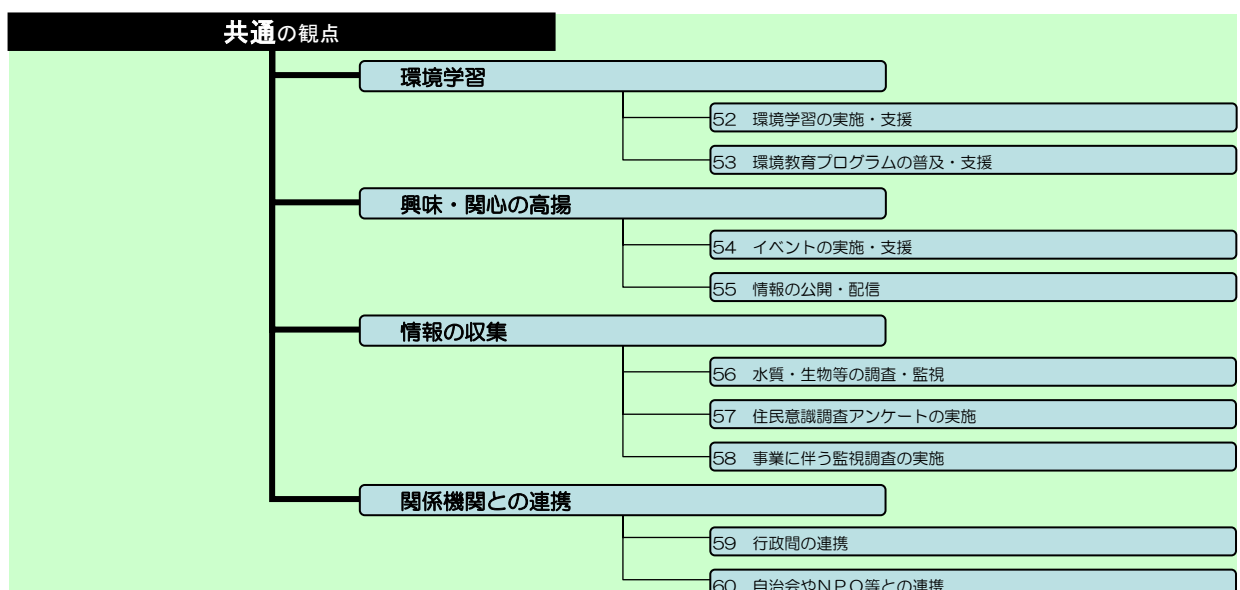 共通の観点
環境学習
52 環境学習の実施・支援
53 環境教育プログラムの普及・支援
興味・関心の高揚
54 イベントの実施・支援
55 情報の公開・配信
情報の収集
56 水質・生物等の調査・監視
57 住民意識調査アンケートの実施
58 事業に伴う監視調査の実施
関係機関との連携
59 行政間の連携
60 自治会やNPO等との連携